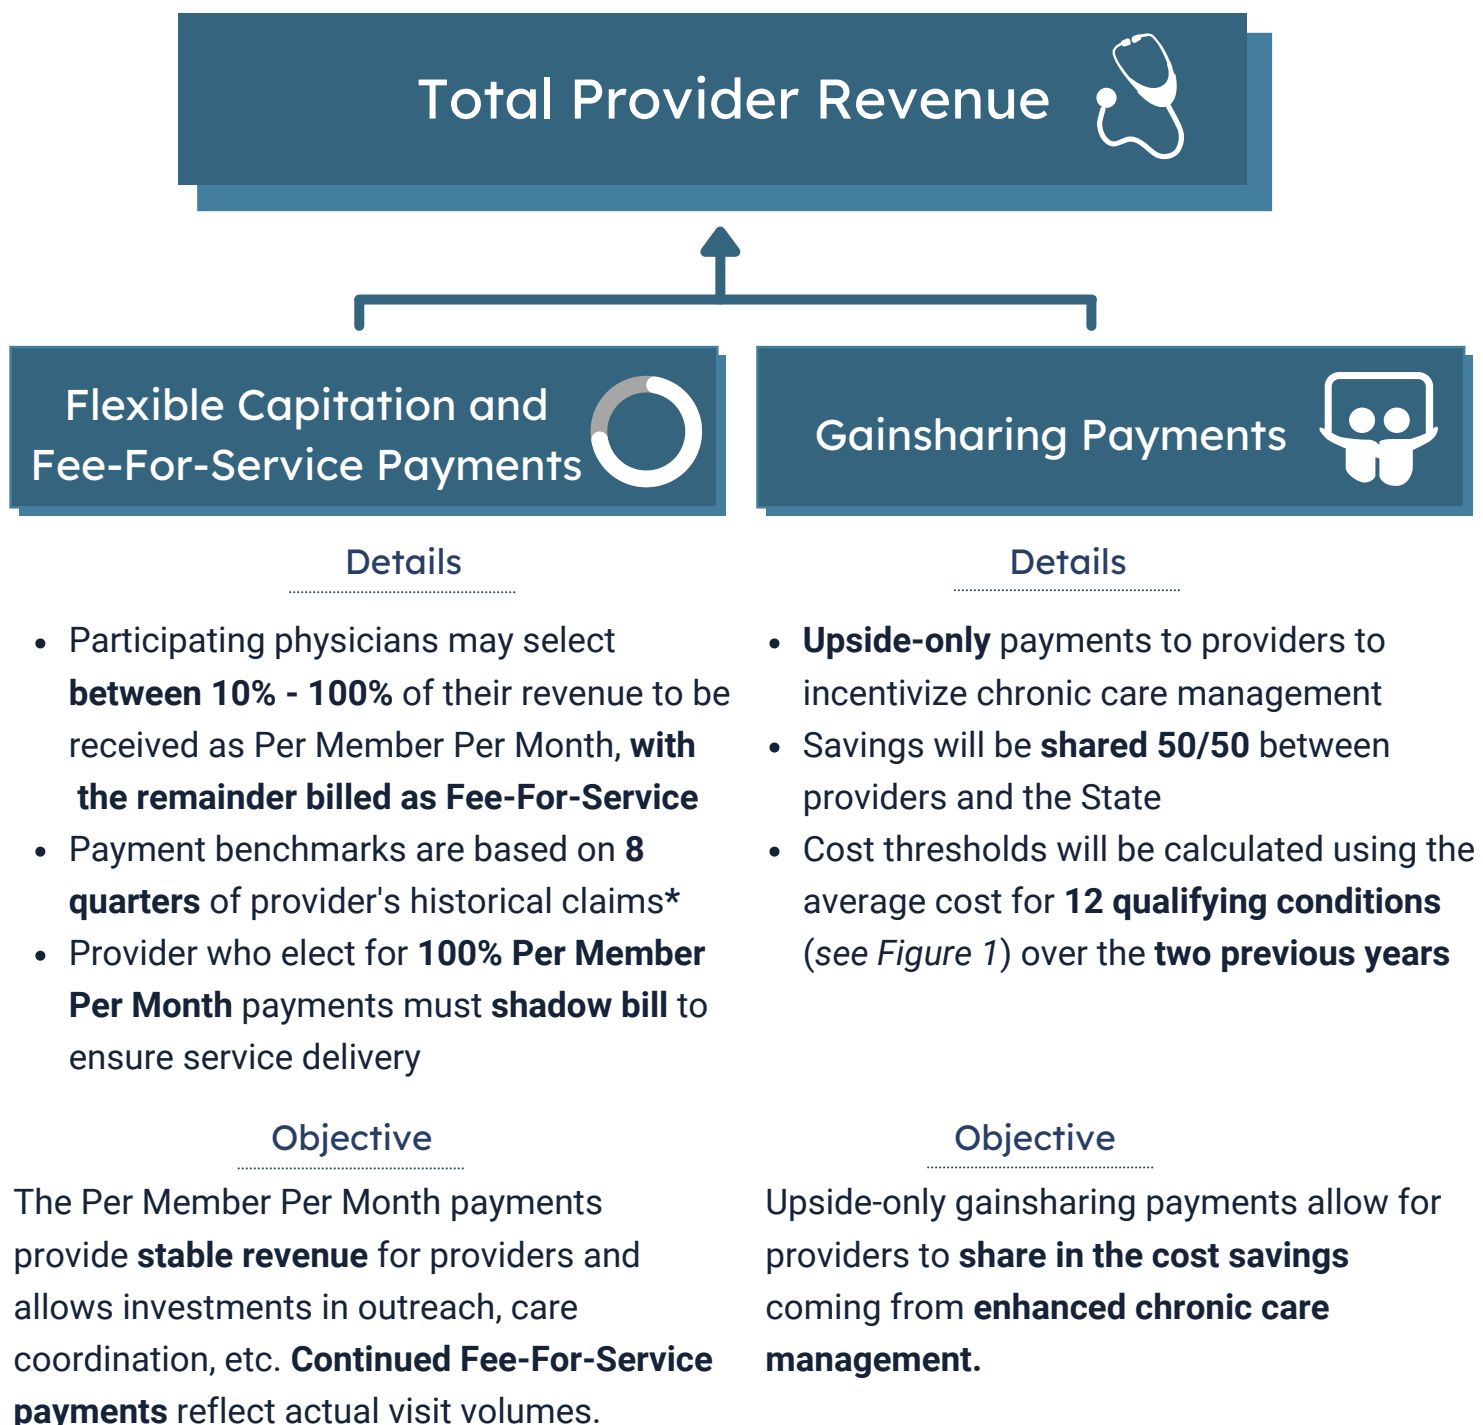 Total Provider Revenue
Flexible Capitation and
Fee-For-Service Payments
Details
Participating physicians may select
between 10% - 100% of their revenue to be
received as Per Member Per Month, with
the remainder billed as Fee-For-Service
Payment benchmarks are based on 8
quarters of provider's historical claims*
Provider who elect for 100% Per Member
Per Month payments must shadow bill to
ensure service delivery
Objective
The Per Member Per Month payments
provide stable revenue for providers and
allows investments in outreach, care
coordination, etc. Continued Fee-For-Service
payments reflect actual visit volumes.
Gainsharing Payments
Details
Upside-only payments to providers to
incentivize chronic care management
Savings will be shared 50/50 between
providers and the State
Cost thresholds will be calculated using the
average cost for 12 qualifying conditions
(see Figure 1) over the two previous years
Objective
Upside-only gainsharing payments allow for
providers to share in the cost savings
coming from enhanced chronic care
management.